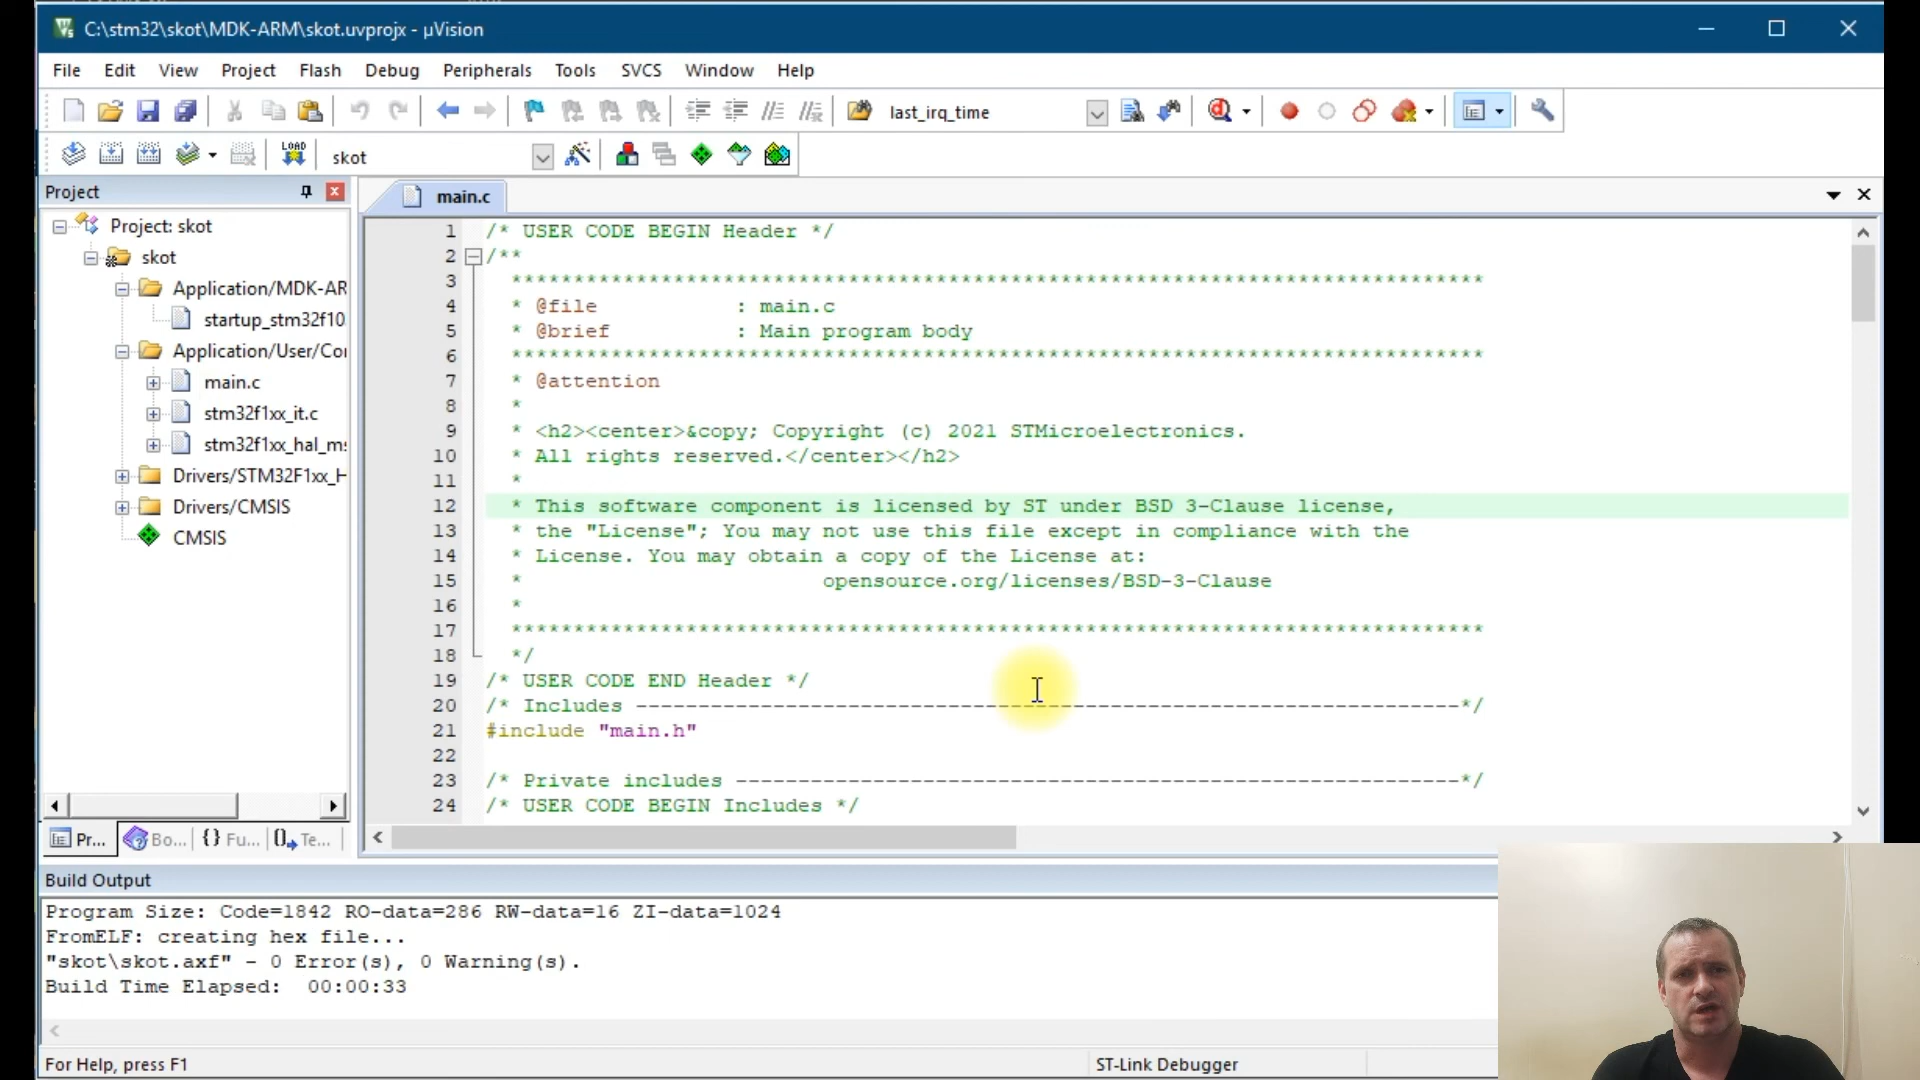 C:\stm32\skot\MDK-ARM\skot.uvprojx - µVision
File Edit View Project Flash Debug Peripherals Tools SVCS Window Help
last_irq_time
LOAD skot
Project
main.c
Project: skot
skot
Application/MDK-AR
startup_stm32f10
Application/User/Co
main.c
stm32f1xx_it.c
stm32f1xx_hal_m
Drivers/STM32F1xx_H
Drivers/CMSIS
CMSIS
Pr... Bo... {} Fu... Te...
1 /* USER CODE BEGIN Header */
2 /**
3 ******************************************************************************
4 * @file : main.c
5 * @brief : Main program body
6 ******************************************************************************
7 * @attention
8 *
9 * <h2><center>&copy; Copyright (c) 2021 STMicroelectronics.
10 * All rights reserved.</center></h2>
11 *
12 * This software component is licensed by ST under BSD 3-Clause license,
13 * the "License"; You may not use this file except in compliance with the
14 * License. You may obtain a copy of the License at:
15 * opensource.org/licenses/BSD-3-Clause
16 *
17 ******************************************************************************
18 */
19 /* USER CODE END Header */
20 /* Includes ------------------------------------------------------------------*/
21 #include "main.h"
22
23 /* Private includes ----------------------------------------------------------*/
24 /* USER CODE BEGIN Includes */
Build Output
Program Size: Code=1842 RO-data=286 RW-data=16 ZI-data=1024
FromELF: creating hex file...
"skot\skot.axf" - 0 Error(s), 0 Warning(s).
Build Time Elapsed:  00:00:33
For Help, press F1
ST-Link Debugger